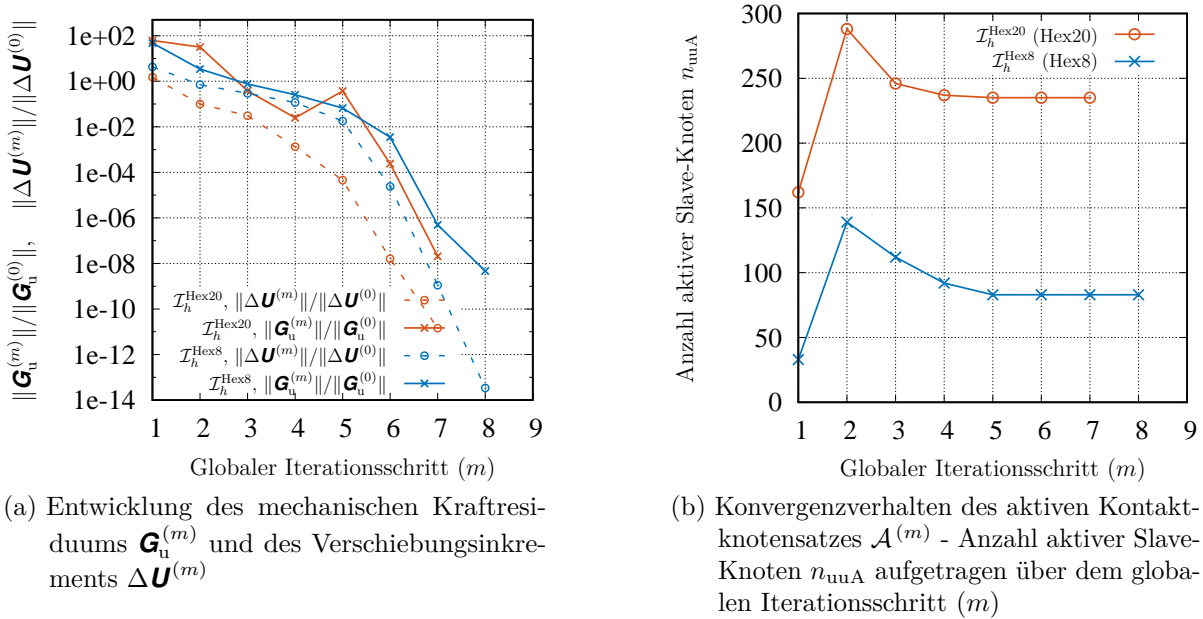 ‖𝑮_u^(m)‖/‖𝑮_u^(0)‖, ‖Δ𝑼^(m)‖/‖Δ𝑼^(0)‖
1e+02
1e+00
1e-02
1e-04
1e-06
1e-08
1e-10
1e-12
1e-14
ℐ_h^Hex20, ‖Δ𝑼^(m)‖/‖Δ𝑼^(0)‖
ℐ_h^Hex20, ‖𝑮_u^(m)‖/‖𝑮_u^(0)‖
ℐ_h^Hex8, ‖Δ𝑼^(m)‖/‖Δ𝑼^(0)‖
ℐ_h^Hex8, ‖𝑮_u^(m)‖/‖𝑮_u^(0)‖
1 2 3 4 5 6 7 8 9
Globaler Iterationsschritt (m)
(a) Entwicklung des mechanischen Kraftresi-
duums 𝑮_u^(m) und des Verschiebungsinkre-
ments Δ𝑼^(m)
Anzahl aktiver Slave-Knoten n_uuA
300
250
200
150
100
50
0
ℐ_h^Hex20 (Hex20)
ℐ_h^Hex8 (Hex8)
1 2 3 4 5 6 7 8 9
Globaler Iterationsschritt (m)
(b) Konvergenzverhalten des aktiven Kontakt-
knotensatzes 𝒜^(m) - Anzahl aktiver Slave-
Knoten n_uuA aufgetragen über dem globa-
len Iterationsschritt (m)